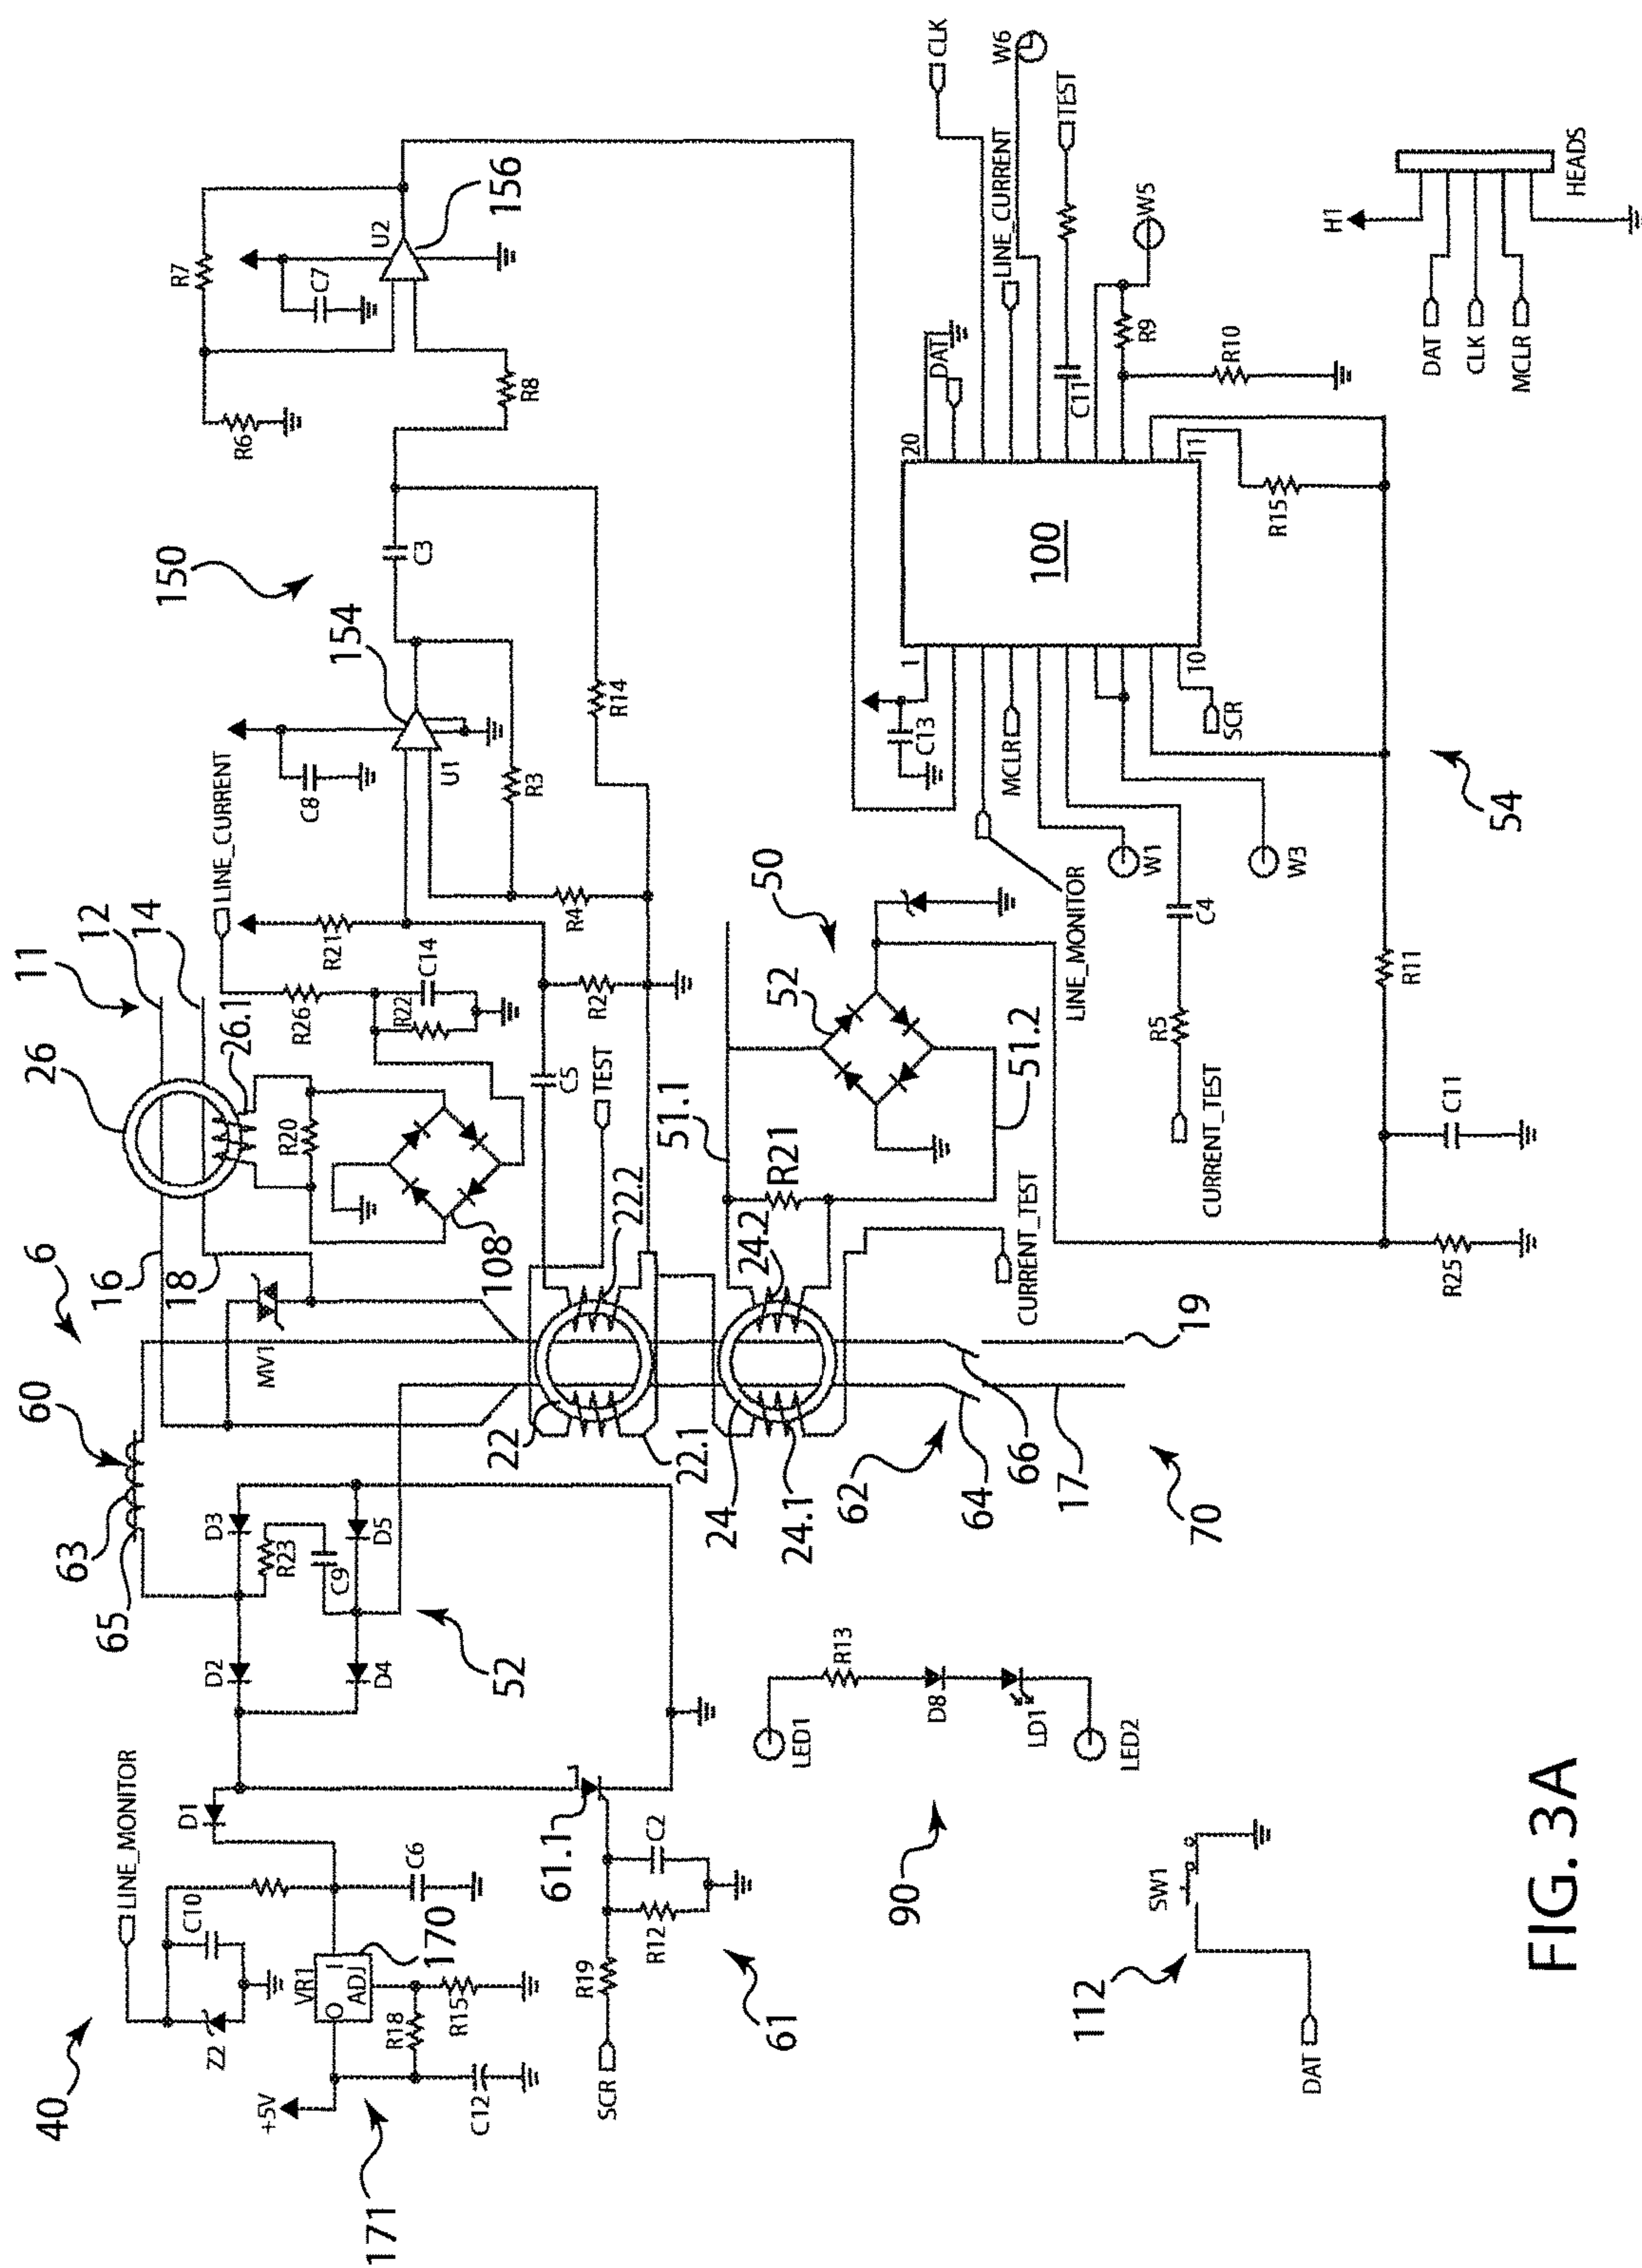 40
LINE_MONITOR
Z2
C10
VR1
O
I
ADJ
170
+5V
171
R18
R15
C12
C6
D1
61.1
SCR
R19
R12
C2
61
60
63
65
D3
D2
R23
C9
D5
D4
52
6
16
18
MV1
11
12
14
26
26.1
R20
108
LINE_CURRENT
R26
R21
R22
C14
C5
R2
R4
TEST
22
22.1
22.2
24
24.1
24.2
62
64
66
17
19
70
51.1
R21
51.2
50
52
CURRENT_TEST
150
154
U1
C8
R3
C3
R14
R6
R7
C7
U2
156
R8
100
1
10
11
20
C13
MCLR
LINE_MONITOR
W1
W3
SCR
C4
R5
CURRENT_TEST
DAT
CLK
LINE_CURRENT
W6
TEST
C11
W5
R9
R10
R15
R11
C11
R25
54
H1
DAT
CLK
MCLR
HEADS
90
LED1
R13
D8
LD1
LED2
112
SW1
DAT
FIG. 3A